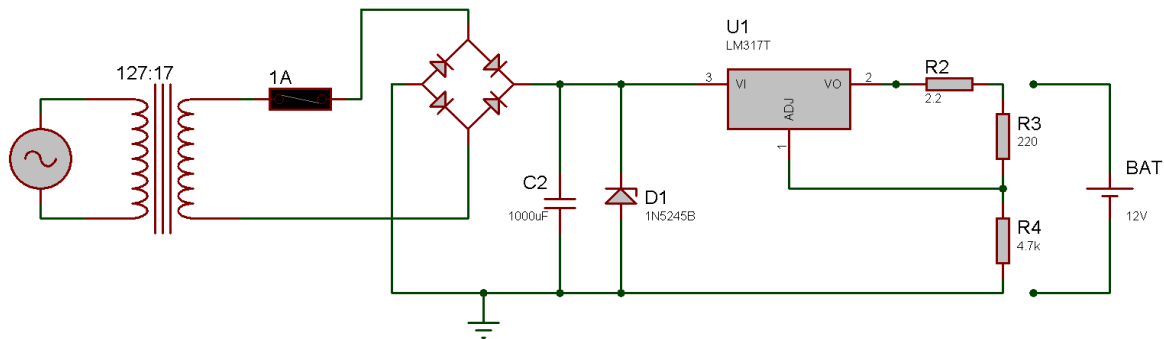 127:17
1A
C2
1000uF
D1
1N5245B
U1
LM317T
3
VI
VO
2
ADJ
1
R2
2.2
R3
220
R4
4.7k
BAT
12V